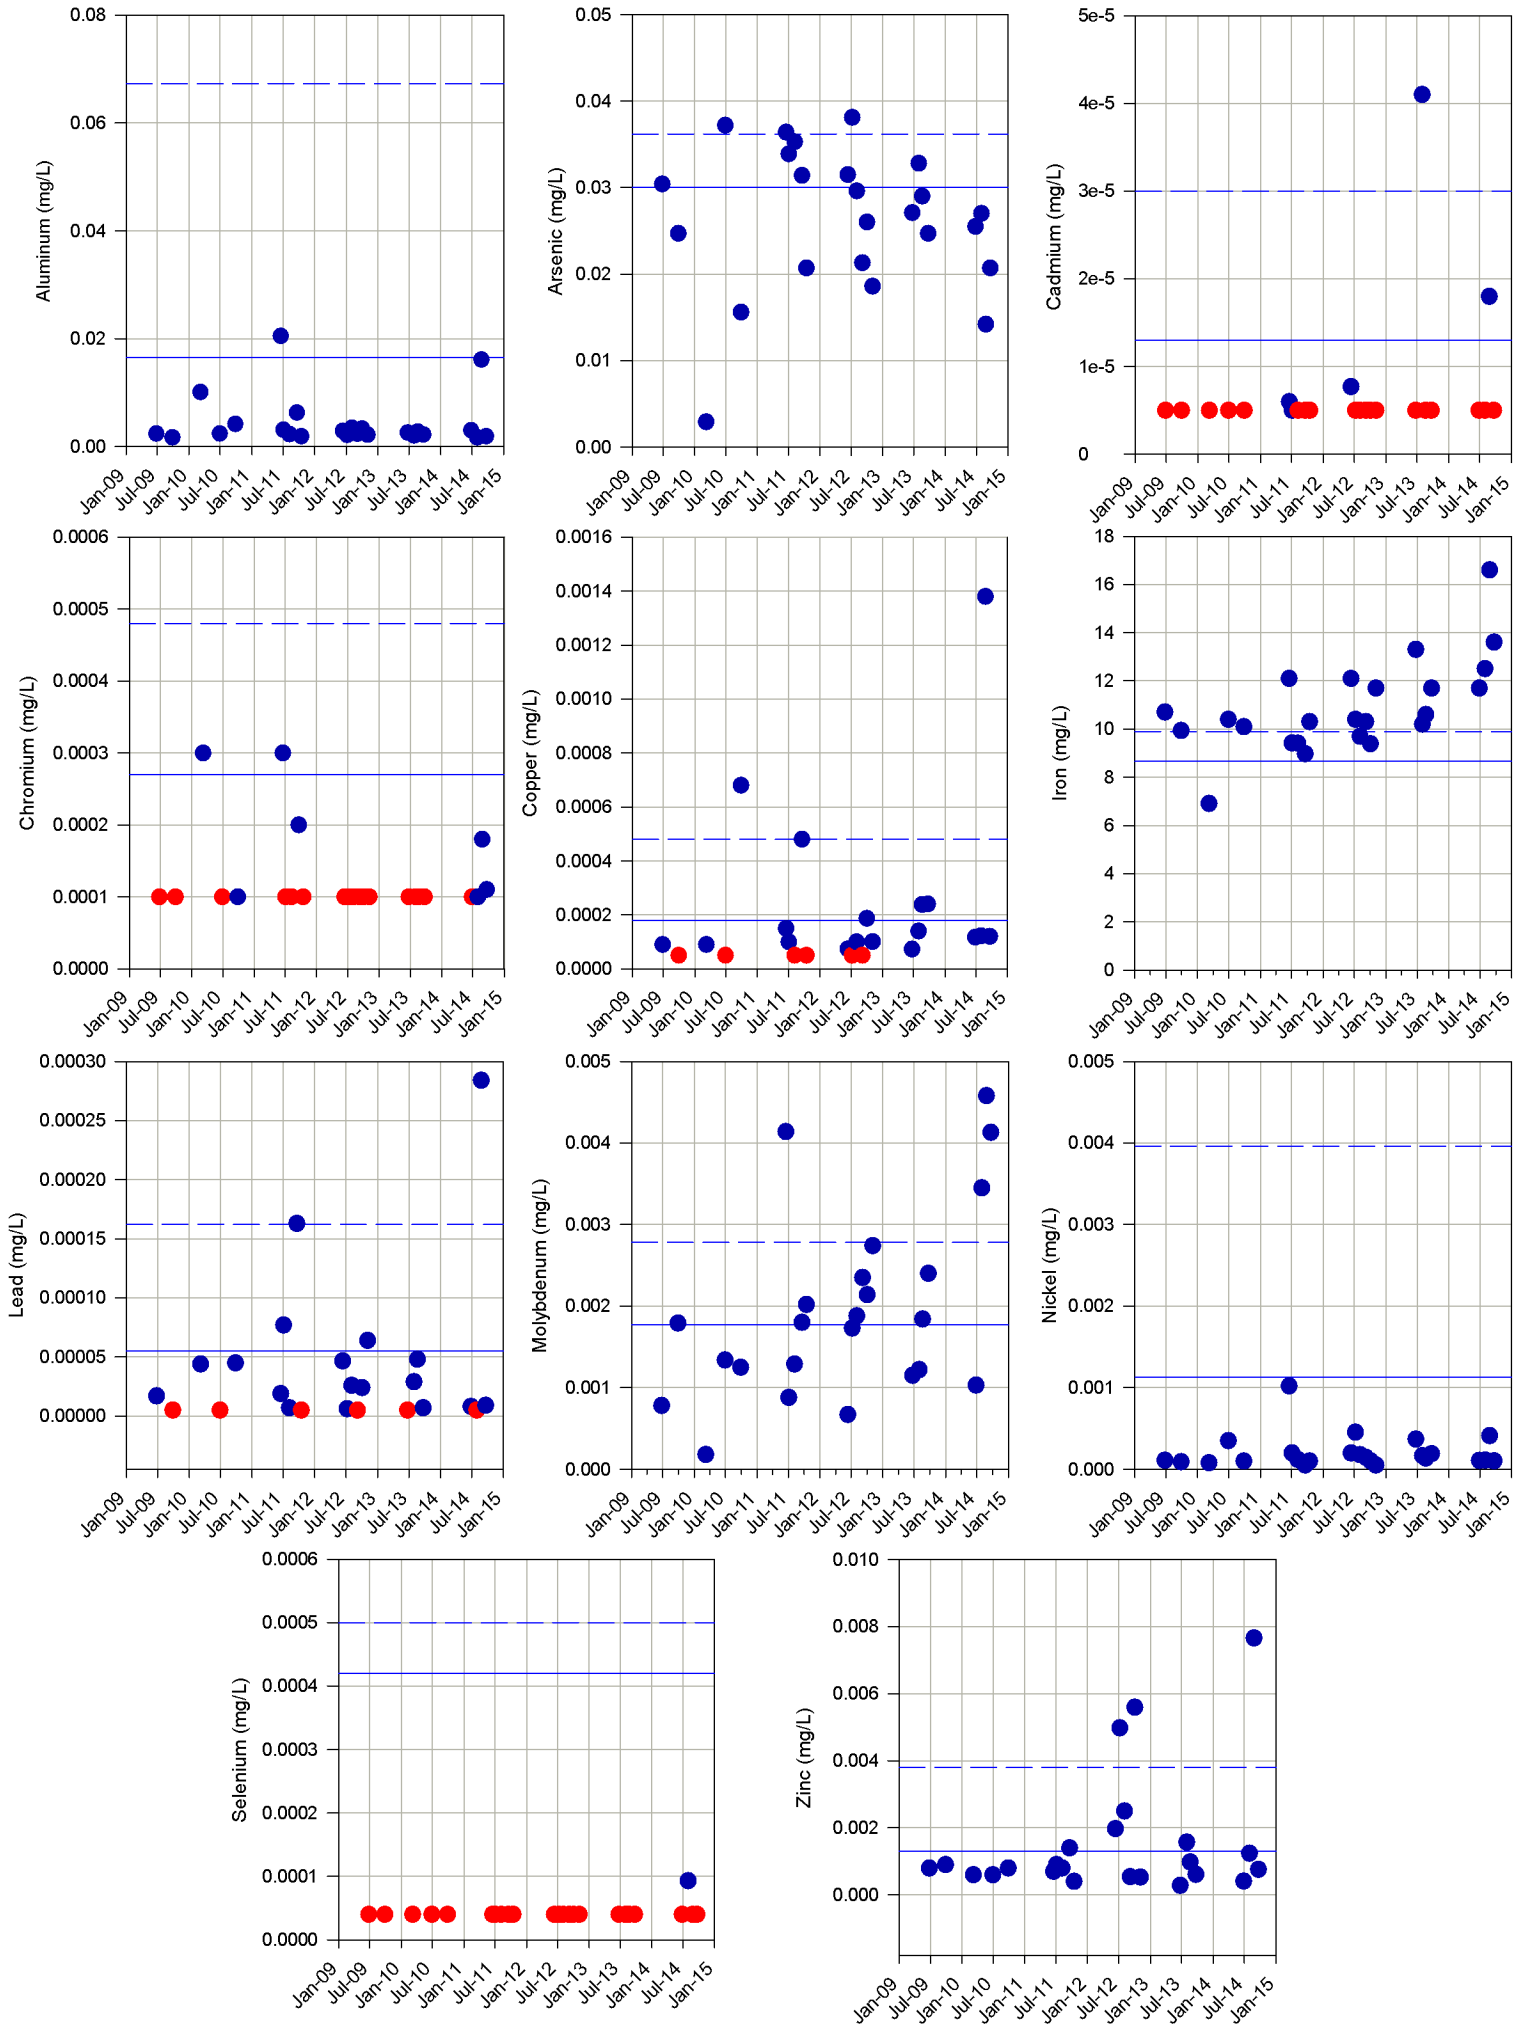 Aluminum (mg/L)
0.08
0.06
0.04
0.02
0.00
Jan-09 Jul-09 Jan-10 Jul-10 Jan-11 Jul-11 Jan-12 Jul-12 Jan-13 Jul-13 Jan-14 Jul-14 Jan-15
Arsenic (mg/L)
0.05
0.04
0.03
0.02
0.01
0.00
Jan-09 Jul-09 Jan-10 Jul-10 Jan-11 Jul-11 Jan-12 Jul-12 Jan-13 Jul-13 Jan-14 Jul-14 Jan-15
Cadmium (mg/L)
5e-5
4e-5
3e-5
2e-5
1e-5
0
Jan-09 Jul-09 Jan-10 Jul-10 Jan-11 Jul-11 Jan-12 Jul-12 Jan-13 Jul-13 Jan-14 Jul-14 Jan-15
Chromium (mg/L)
0.0006
0.0005
0.0004
0.0003
0.0002
0.0001
0.0000
Jan-09 Jul-09 Jan-10 Jul-10 Jan-11 Jul-11 Jan-12 Jul-12 Jan-13 Jul-13 Jan-14 Jul-14 Jan-15
Copper (mg/L)
0.0016
0.0014
0.0012
0.0010
0.0008
0.0006
0.0004
0.0002
0.0000
Jan-09 Jul-09 Jan-10 Jul-10 Jan-11 Jul-11 Jan-12 Jul-12 Jan-13 Jul-13 Jan-14 Jul-14 Jan-15
Iron (mg/L)
18
16
14
12
10
8
6
4
2
0
Jan-09 Jul-09 Jan-10 Jul-10 Jan-11 Jul-11 Jan-12 Jul-12 Jan-13 Jul-13 Jan-14 Jul-14 Jan-15
Lead (mg/L)
0.00030
0.00025
0.00020
0.00015
0.00010
0.00005
0.00000
Jan-09 Jul-09 Jan-10 Jul-10 Jan-11 Jul-11 Jan-12 Jul-12 Jan-13 Jul-13 Jan-14 Jul-14 Jan-15
Molybdenum (mg/L)
0.005
0.004
0.003
0.002
0.001
0.000
Jan-09 Jul-09 Jan-10 Jul-10 Jan-11 Jul-11 Jan-12 Jul-12 Jan-13 Jul-13 Jan-14 Jul-14 Jan-15
Nickel (mg/L)
0.005
0.004
0.003
0.002
0.001
0.000
Jan-09 Jul-09 Jan-10 Jul-10 Jan-11 Jul-11 Jan-12 Jul-12 Jan-13 Jul-13 Jan-14 Jul-14 Jan-15
Selenium (mg/L)
0.0006
0.0005
0.0004
0.0003
0.0002
0.0001
0.0000
Jan-09 Jul-09 Jan-10 Jul-10 Jan-11 Jul-11 Jan-12 Jul-12 Jan-13 Jul-13 Jan-14 Jul-14 Jan-15
Zinc (mg/L)
0.010
0.008
0.006
0.004
0.002
0.000
Jan-09 Jul-09 Jan-10 Jul-10 Jan-11 Jul-11 Jan-12 Jul-12 Jan-13 Jul-13 Jan-14 Jul-14 Jan-15